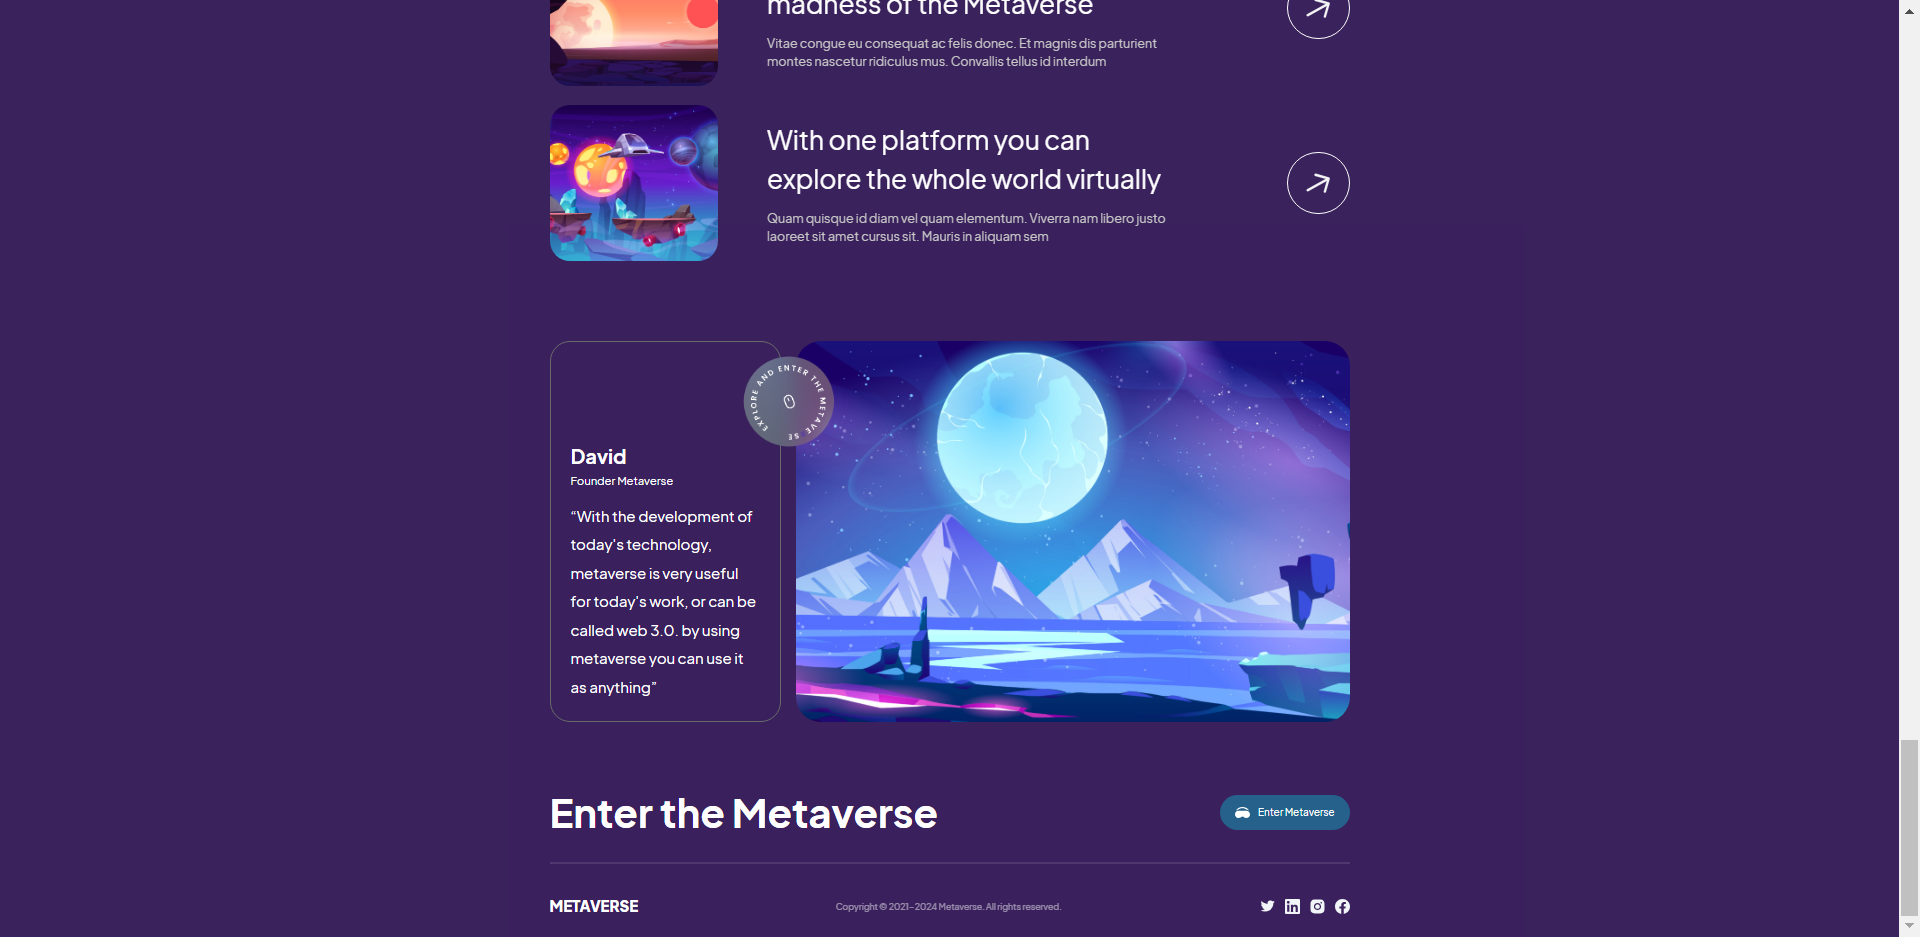 madness of the Metaverse
Vitae congue eu consequat ac felis donec. Et magnis dis parturient
montes nascetur ridiculus mus. Convallis tellus id interdum
With one platform you can
explore the whole world virtually
Quam quisque id diam vel quam elementum. Viverra nam libero justo
laoreet sit amet cursus sit. Mauris in aliquam sem
EXPLORE AND ENTER THE METAVE SE
David
Founder Metaverse
“With the development of
today's technology,
metaverse is very useful
for today's work, or can be
called web 3.0. by using
metaverse you can use it
as anything”
Enter the Metaverse
Enter Metaverse
METAVERSE
Copyright © 2021-2024 Metaverse. All rights reserved.